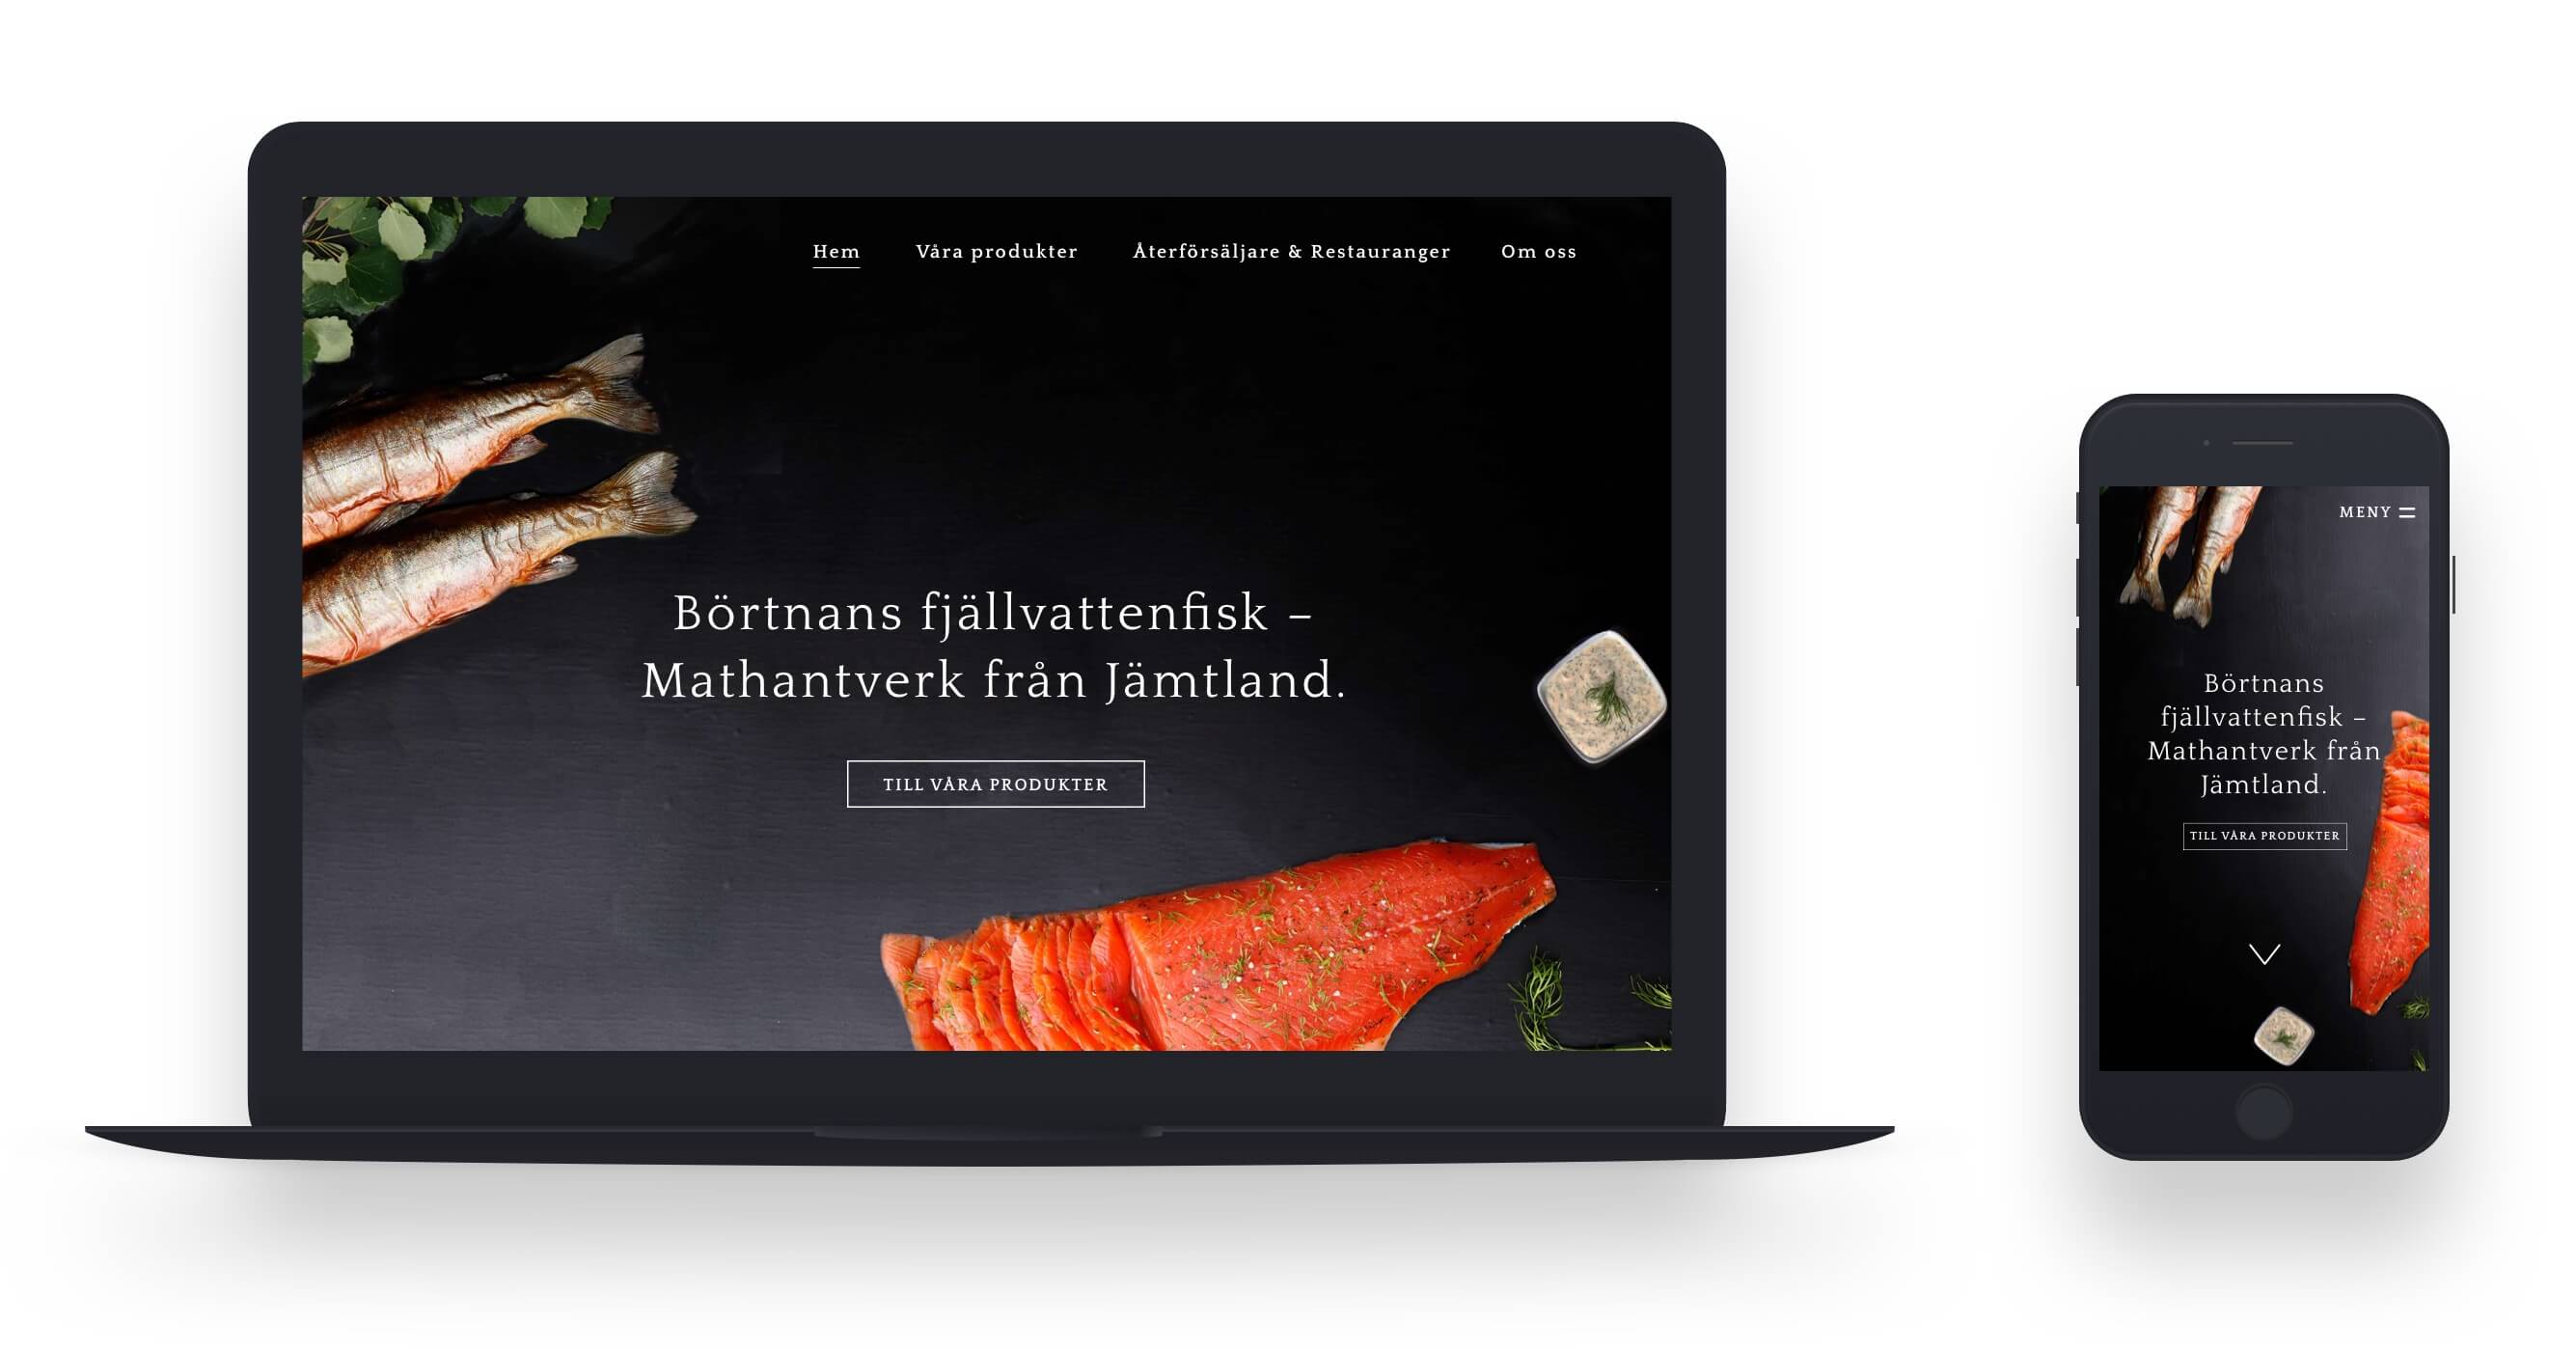 Hem Våra produkter Återförsäljare & Restauranger Om oss
Börtnans fjällvattenfisk –
Mathantverk från Jämtland.
TILL VÅRA PRODUKTER
MENY
Börtnans
fjällvattenfisk –
Mathantverk från
Jämtland.
TILL VÅRA PRODUKTER